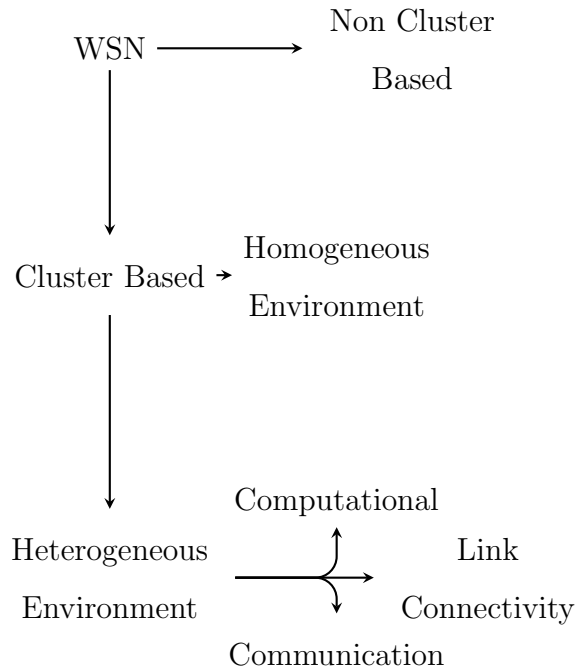 WSN
Non Cluster
Based
Cluster Based
Homogeneous
Environment
Heterogeneous
Environment
Computational
Communication
Link
Connectivity